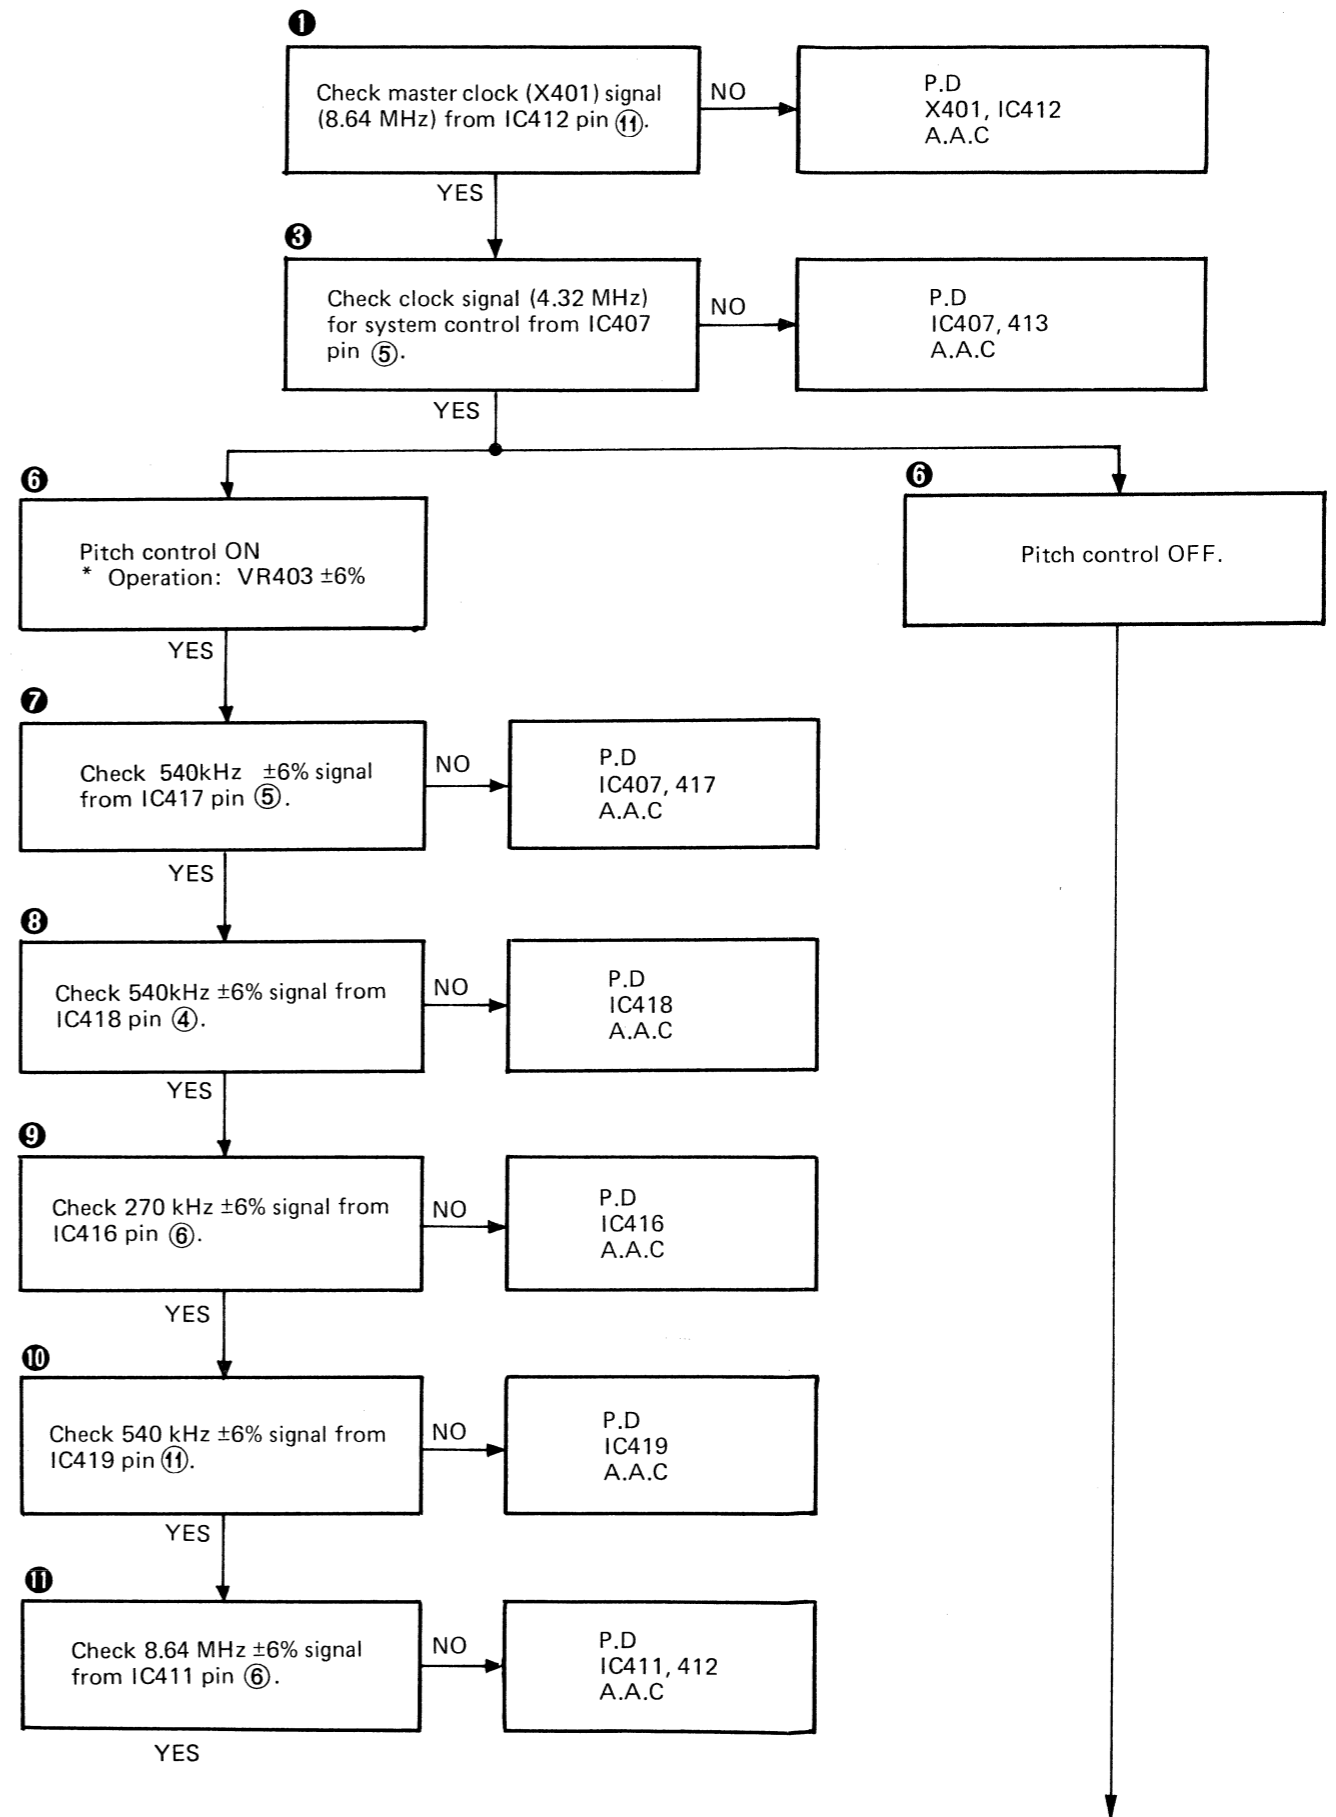 ❶
Check master clock (X401) signal
(8.64 MHz) from IC412 pin ⑪.
NO
P.D
X401, IC412
A.A.C
YES
❸
Check clock signal (4.32 MHz)
for system control from IC407
pin ⑤.
NO
P.D
IC407, 413
A.A.C
YES
❻
Pitch control ON
* Operation: VR403 ±6%
❻
Pitch control OFF.
YES
❼
Check 540kHz ±6% signal
from IC417 pin ⑤.
NO
P.D
IC407, 417
A.A.C
YES
❽
Check 540kHz ±6% signal from
IC418 pin ④.
NO
P.D
IC418
A.A.C
YES
❾
Check 270 kHz ±6% signal from
IC416 pin ⑥.
NO
P.D
IC416
A.A.C
YES
❿
Check 540 kHz ±6% signal from
IC419 pin ⑪.
NO
P.D
IC419
A.A.C
YES
⓫
Check 8.64 MHz ±6% signal
from IC411 pin ⑥.
NO
P.D
IC411, 412
A.A.C
YES